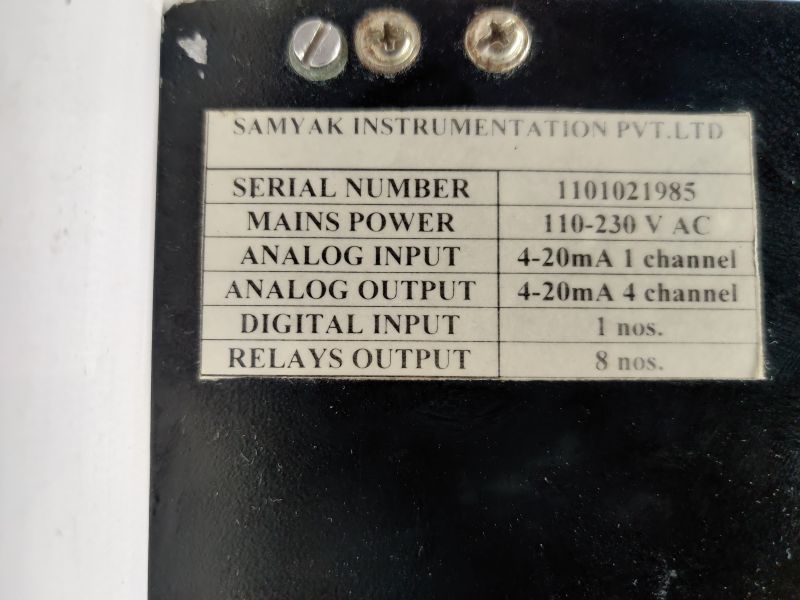 SAMYAK INSTRUMENTATION PVT.LTD
SERIAL NUMBER 1101021985
MAINS POWER 110-230 V AC
ANALOG INPUT 4-20mA 1 channel
ANALOG OUTPUT 4-20mA 4 channel
DIGITAL INPUT 1 nos.
RELAYS OUTPUT 8 nos.